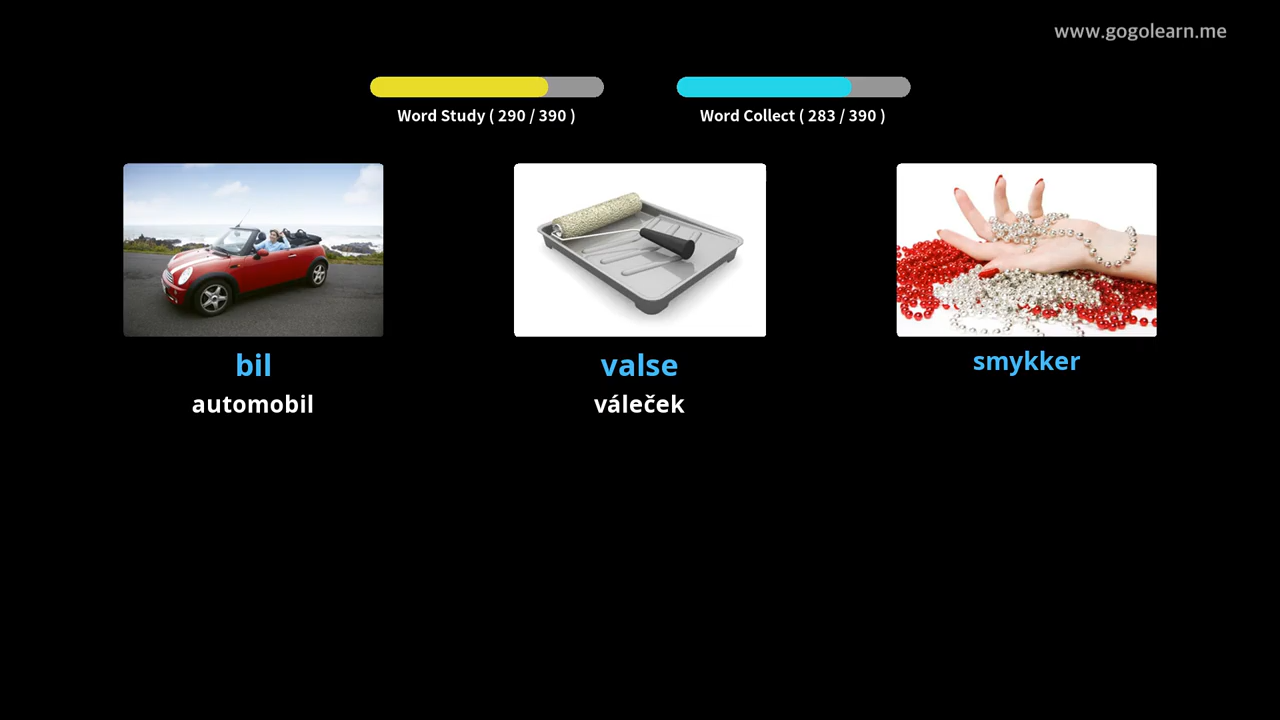 www.gogolearn.me
Word Study ( 290 / 390 )
Word Collect ( 283 / 390 )
bil
automobil
valse
váleček
smykker